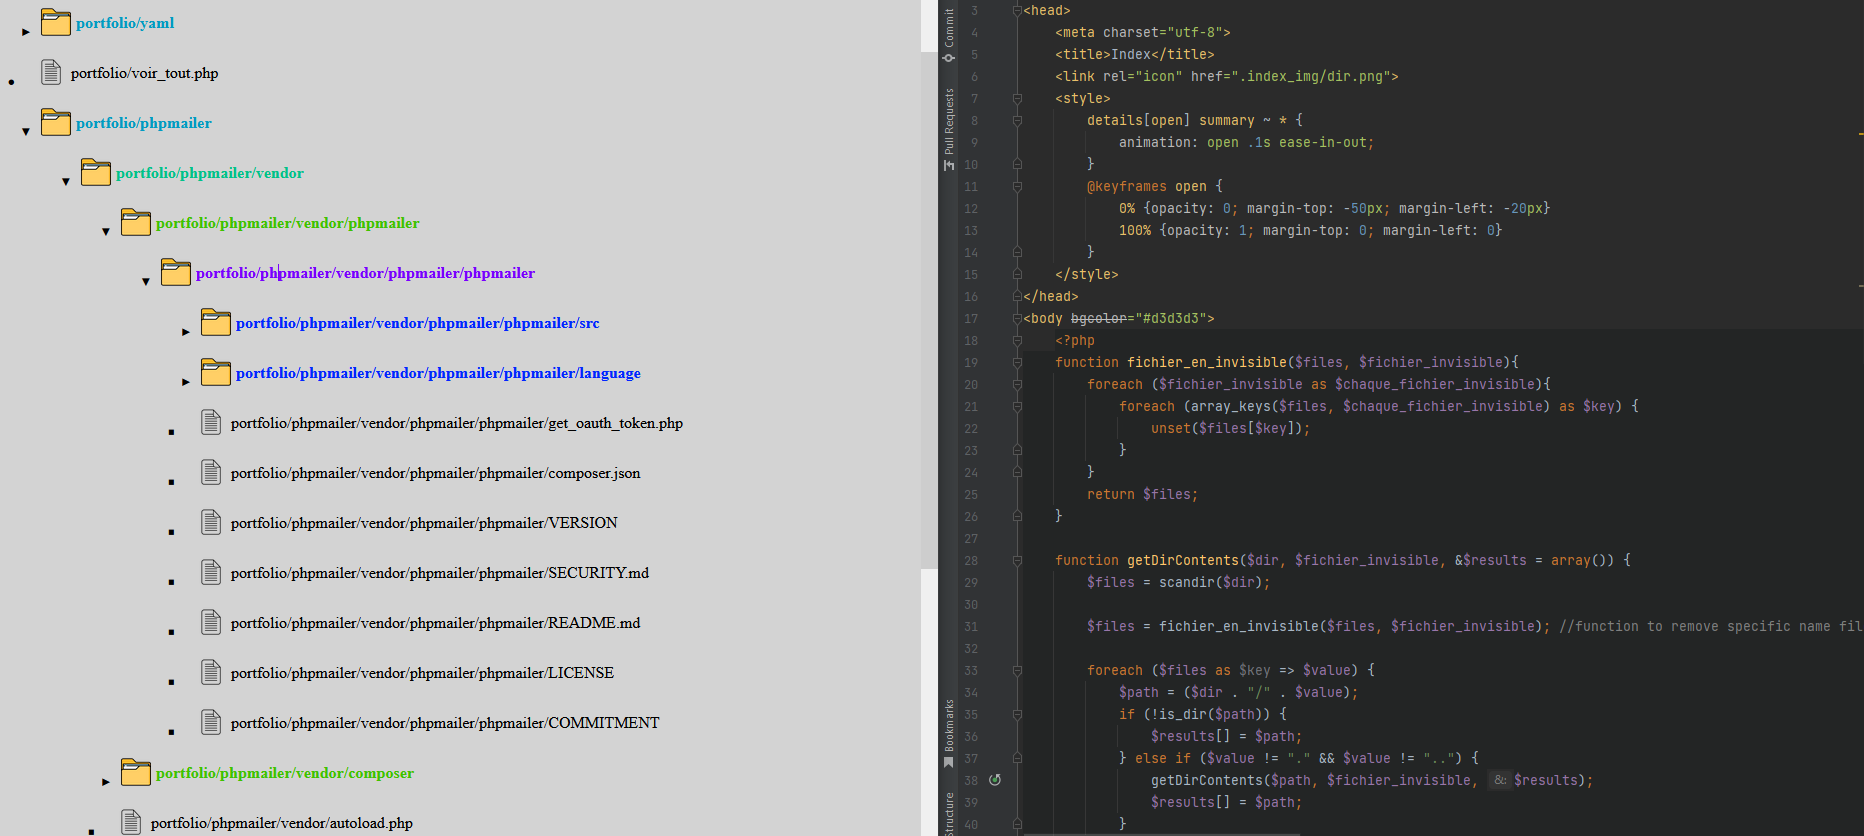 portfolio/yaml
portfolio/voir_tout.php
portfolio/phpmailer
portfolio/phpmailer/vendor
portfolio/phpmailer/vendor/phpmailer
portfolio/phpmailer/vendor/phpmailer/phpmailer
portfolio/phpmailer/vendor/phpmailer/phpmailer/src
portfolio/phpmailer/vendor/phpmailer/phpmailer/language
portfolio/phpmailer/vendor/phpmailer/phpmailer/get_oauth_token.php
portfolio/phpmailer/vendor/phpmailer/phpmailer/composer.json
portfolio/phpmailer/vendor/phpmailer/phpmailer/VERSION
portfolio/phpmailer/vendor/phpmailer/phpmailer/SECURITY.md
portfolio/phpmailer/vendor/phpmailer/phpmailer/README.md
portfolio/phpmailer/vendor/phpmailer/phpmailer/LICENSE
portfolio/phpmailer/vendor/phpmailer/phpmailer/COMMITMENT
portfolio/phpmailer/vendor/composer
portfolio/phpmailer/vendor/autoload.php
Commit
Pull Requests
Bookmarks
Structure
3 <head>
4 <meta charset="utf-8">
5 <title>Index</title>
6 <link rel="icon" href=".index_img/dir.png">
7 <style>
8 details[open] summary ~ * {
9 animation: open .1s ease-in-out;
10 }
11 @keyframes open {
12 0% {opacity: 0; margin-top: -50px; margin-left: -20px}
13 100% {opacity: 1; margin-top: 0; margin-left: 0}
14 }
15 </style>
16 </head>
17 <body bgcolor="#d3d3d3">
18 <?php
19 function fichier_en_invisible($files, $fichier_invisible){
20 foreach ($fichier_invisible as $chaque_fichier_invisible){
21 foreach (array_keys($files, $chaque_fichier_invisible) as $key) {
22 unset($files[$key]);
23 }
24 }
25 return $files;
26 }
27
28 function getDirContents($dir, $fichier_invisible, &$results = array()) {
29 $files = scandir($dir);
30
31 $files = fichier_en_invisible($files, $fichier_invisible); //function to remove specific name fil
32
33 foreach ($files as $key => $value) {
34 $path = ($dir . "/" . $value);
35 if (!is_dir($path)) {
36 $results[] = $path;
37 } else if ($value != "." && $value != "..") {
38 getDirContents($path, $fichier_invisible, &: $results);
39 $results[] = $path;
40 }